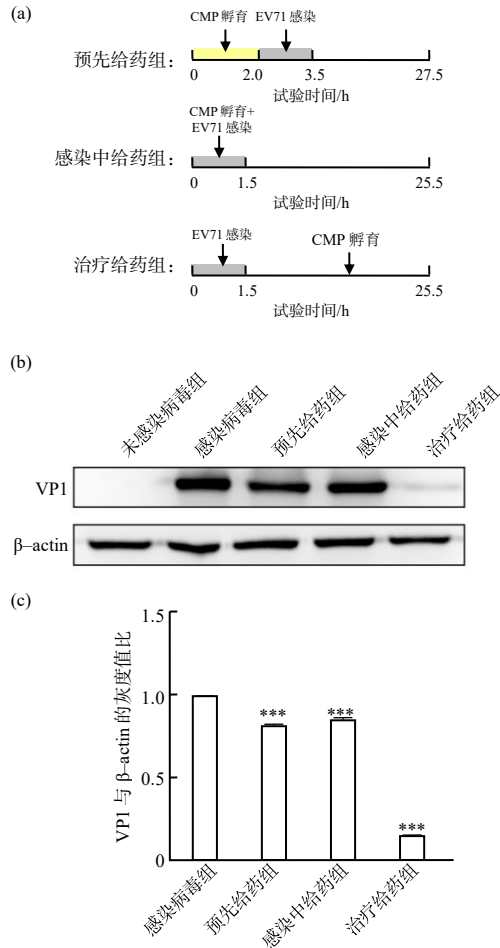 (a)
CMP 孵育 EV71 感染
预先给药组:
0 2.0 3.5 27.5
试验时间/h
CMP 孵育+
EV71 感染
感染中给药组:
0 1.5 25.5
试验时间/h
EV71 感染 CMP 孵育
治疗给药组:
0 1.5 25.5
试验时间/h
(b)
未感染病毒组 感染病毒组 预先给药组 感染中给药组 治疗给药组
VP1
β–actin
(c)
VP1 与 β–actin 的灰度值比
1.5
1.0
0.5
0
*** *** ***
感染病毒组 预先给药组 感染中给药组 治疗给药组